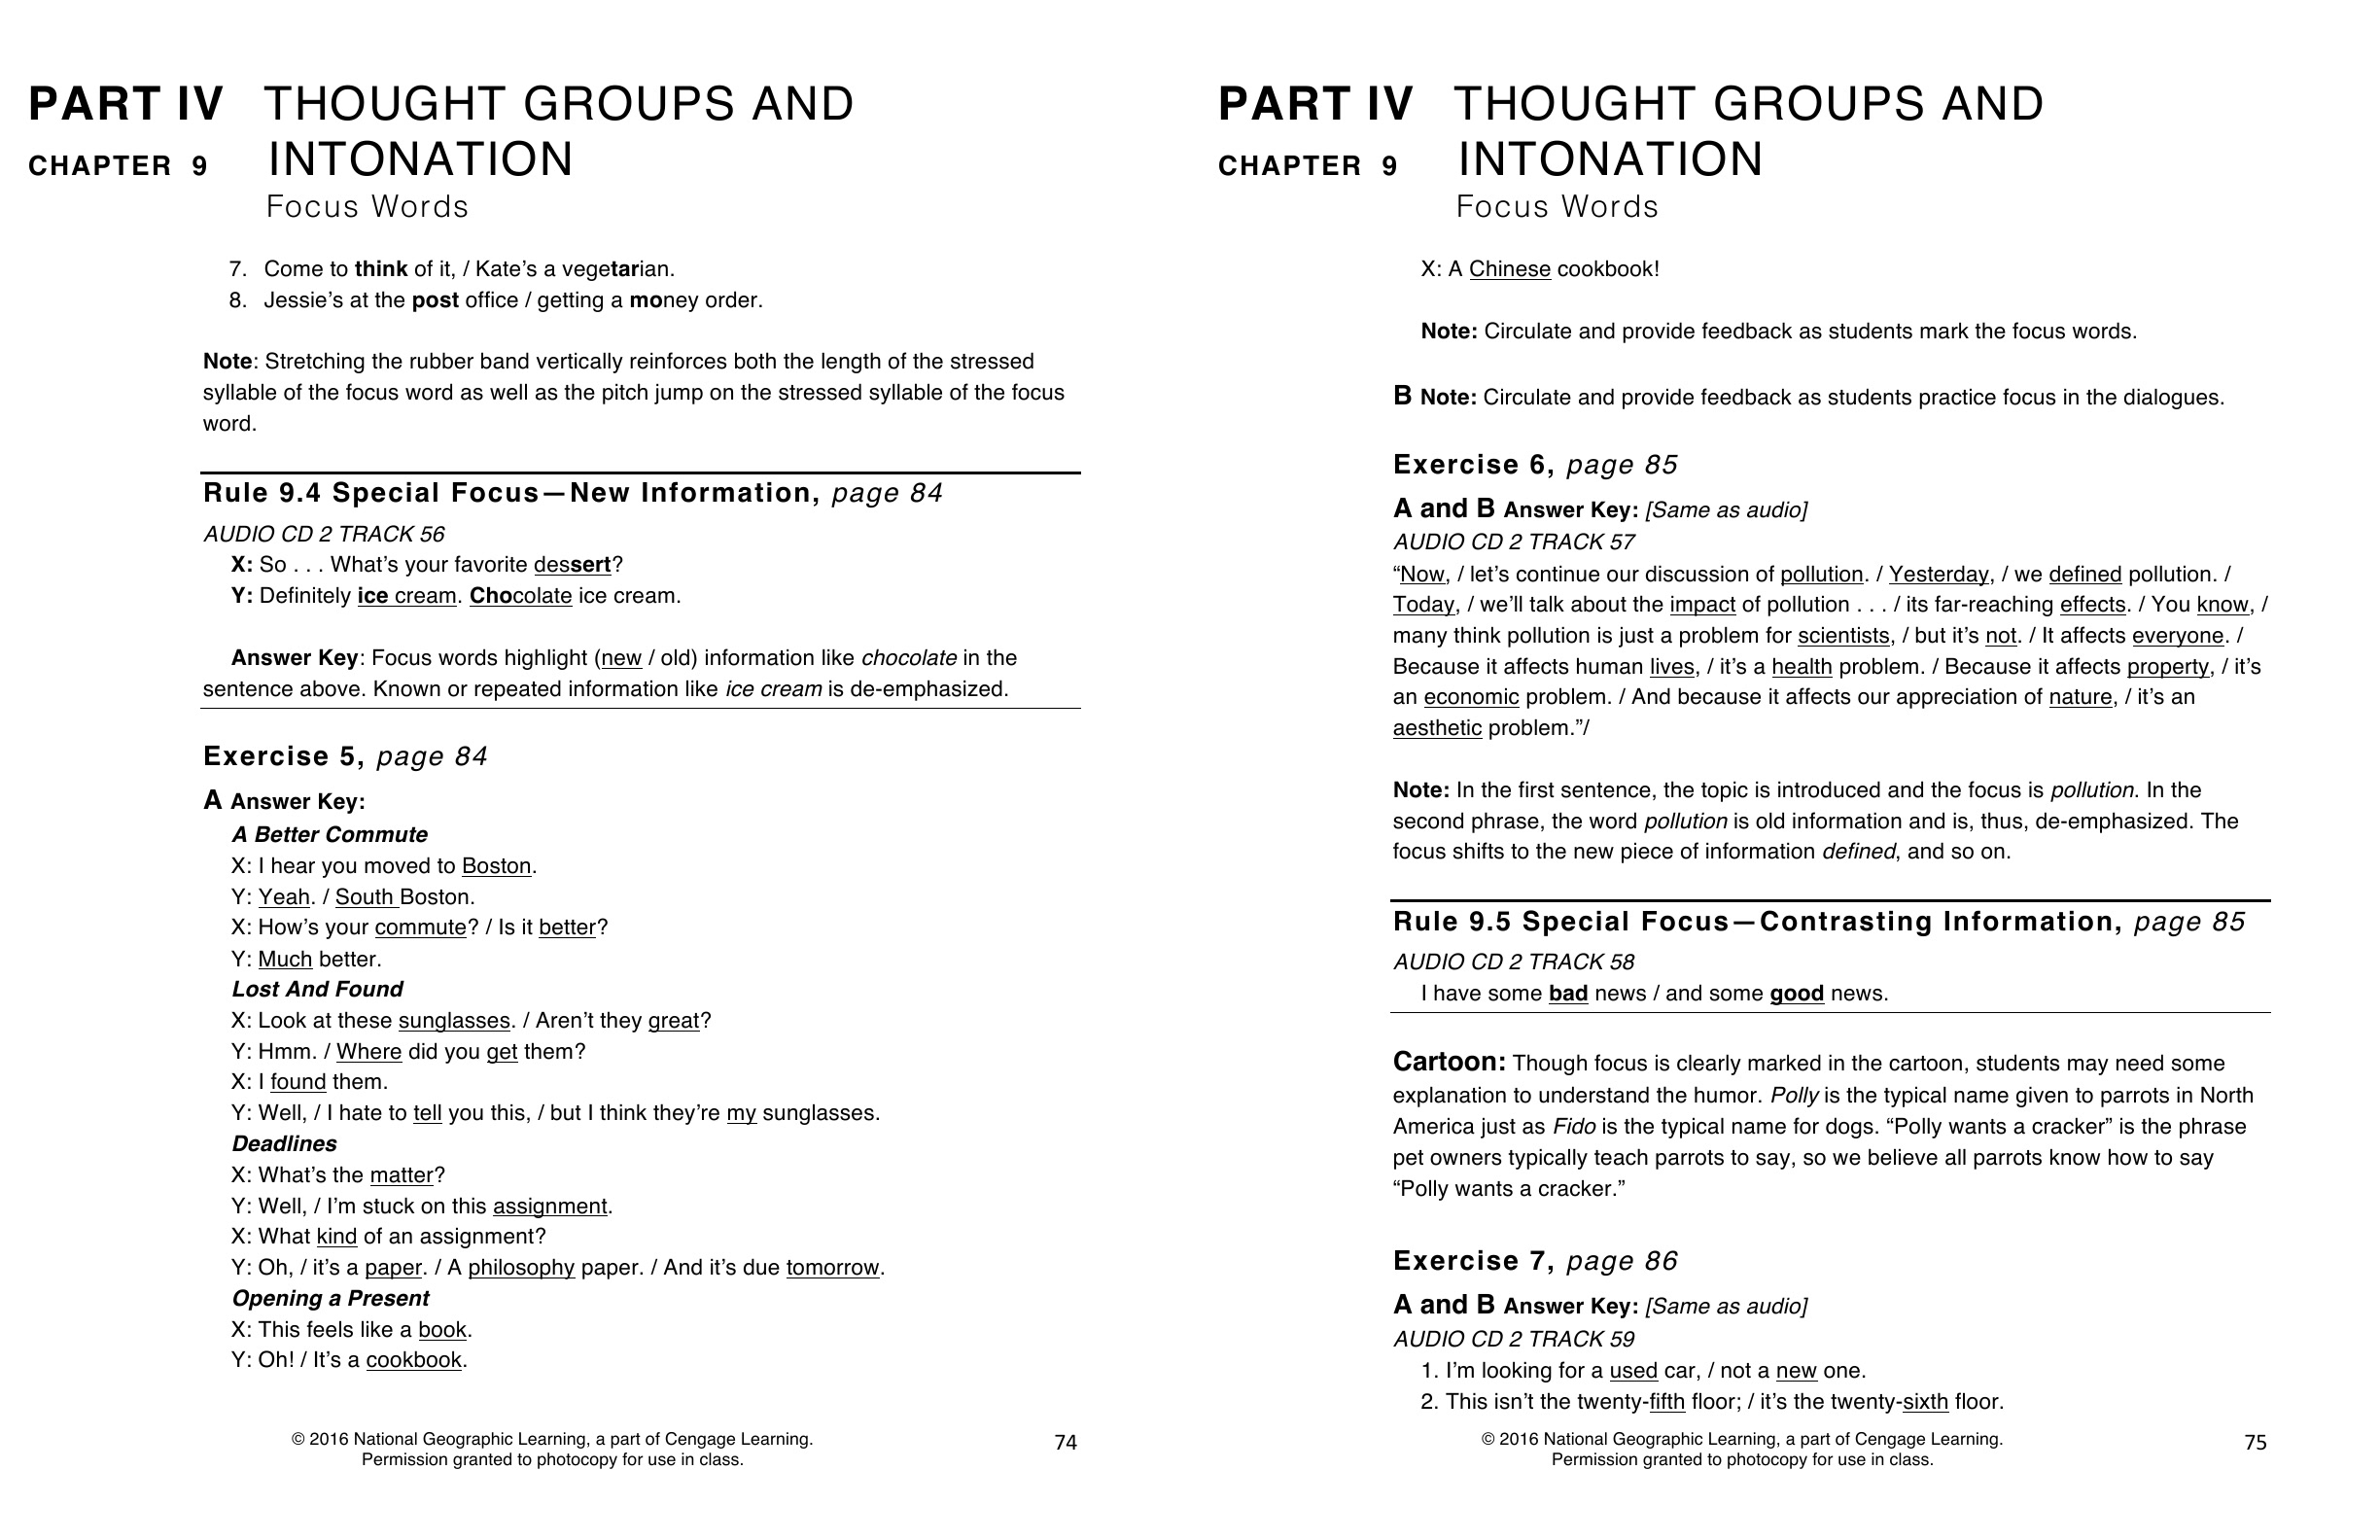 PART IV THOUGHT GROUPS AND
CHAPTER 9 INTONATION
Focus Words
7. Come to think of it, / Kate’s a vegetarian.
8. Jessie’s at the post office / getting a money order.
Note: Stretching the rubber band vertically reinforces both the length of the stressed
syllable of the focus word as well as the pitch jump on the stressed syllable of the focus
word.
Rule 9.4 Special Focus—New Information, page 84
AUDIO CD 2 TRACK 56
X: So . . . What’s your favorite dessert?
Y: Definitely ice cream. Chocolate ice cream.
Answer Key: Focus words highlight (new / old) information like chocolate in the
sentence above. Known or repeated information like ice cream is de-emphasized.
Exercise 5, page 84
A Answer Key:
A Better Commute
X: I hear you moved to Boston.
Y: Yeah. / South Boston.
X: How’s your commute? / Is it better?
Y: Much better.
Lost And Found
X: Look at these sunglasses. / Aren’t they great?
Y: Hmm. / Where did you get them?
X: I found them.
Y: Well, / I hate to tell you this, / but I think they’re my sunglasses.
Deadlines
X: What’s the matter?
Y: Well, / I’m stuck on this assignment.
X: What kind of an assignment?
Y: Oh, / it’s a paper. / A philosophy paper. / And it’s due tomorrow.
Opening a Present
X: This feels like a book.
Y: Oh! / It’s a cookbook.
© 2016 National Geographic Learning, a part of Cengage Learning.
Permission granted to photocopy for use in class.
74
PART IV THOUGHT GROUPS AND
CHAPTER 9 INTONATION
Focus Words
X: A Chinese cookbook!
Note: Circulate and provide feedback as students mark the focus words.
B Note: Circulate and provide feedback as students practice focus in the dialogues.
Exercise 6, page 85
A and B Answer Key: [Same as audio]
AUDIO CD 2 TRACK 57
“Now, / let’s continue our discussion of pollution. / Yesterday, / we defined pollution. /
Today, / we’ll talk about the impact of pollution . . . / its far-reaching effects. / You know, /
many think pollution is just a problem for scientists, / but it’s not. / It affects everyone. /
Because it affects human lives, / it’s a health problem. / Because it affects property, / it’s
an economic problem. / And because it affects our appreciation of nature, / it’s an
aesthetic problem.”/
Note: In the first sentence, the topic is introduced and the focus is pollution. In the
second phrase, the word pollution is old information and is, thus, de-emphasized. The
focus shifts to the new piece of information defined, and so on.
Rule 9.5 Special Focus—Contrasting Information, page 85
AUDIO CD 2 TRACK 58
I have some bad news / and some good news.
Cartoon: Though focus is clearly marked in the cartoon, students may need some
explanation to understand the humor. Polly is the typical name given to parrots in North
America just as Fido is the typical name for dogs. “Polly wants a cracker” is the phrase
pet owners typically teach parrots to say, so we believe all parrots know how to say
“Polly wants a cracker.”
Exercise 7, page 86
A and B Answer Key: [Same as audio]
AUDIO CD 2 TRACK 59
1. I’m looking for a used car, / not a new one.
2. This isn’t the twenty-fifth floor; / it’s the twenty-sixth floor.
© 2016 National Geographic Learning, a part of Cengage Learning.
Permission granted to photocopy for use in class.
75